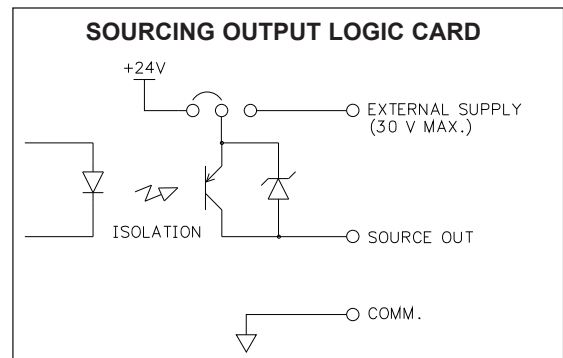 SOURCING OUTPUT LOGIC CARD
+24V
EXTERNAL SUPPLY
(30 V MAX.)
ISOLATION
SOURCE OUT
COMM.